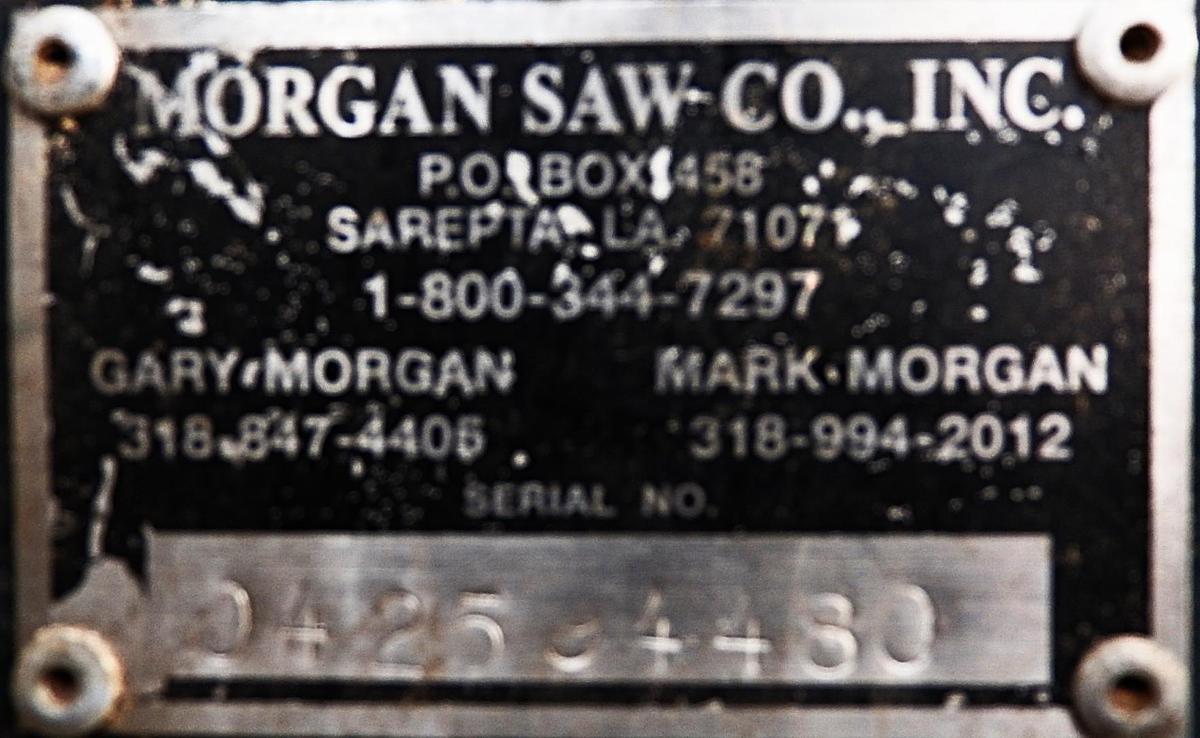 MORGAN SAW CO., INC.
P.O. BOX 458
SAREPTA, LA. 71071
1-800-344-7297
GARY MORGAN MARK MORGAN
318-847-4405 318-994-2012
SERIAL NO.